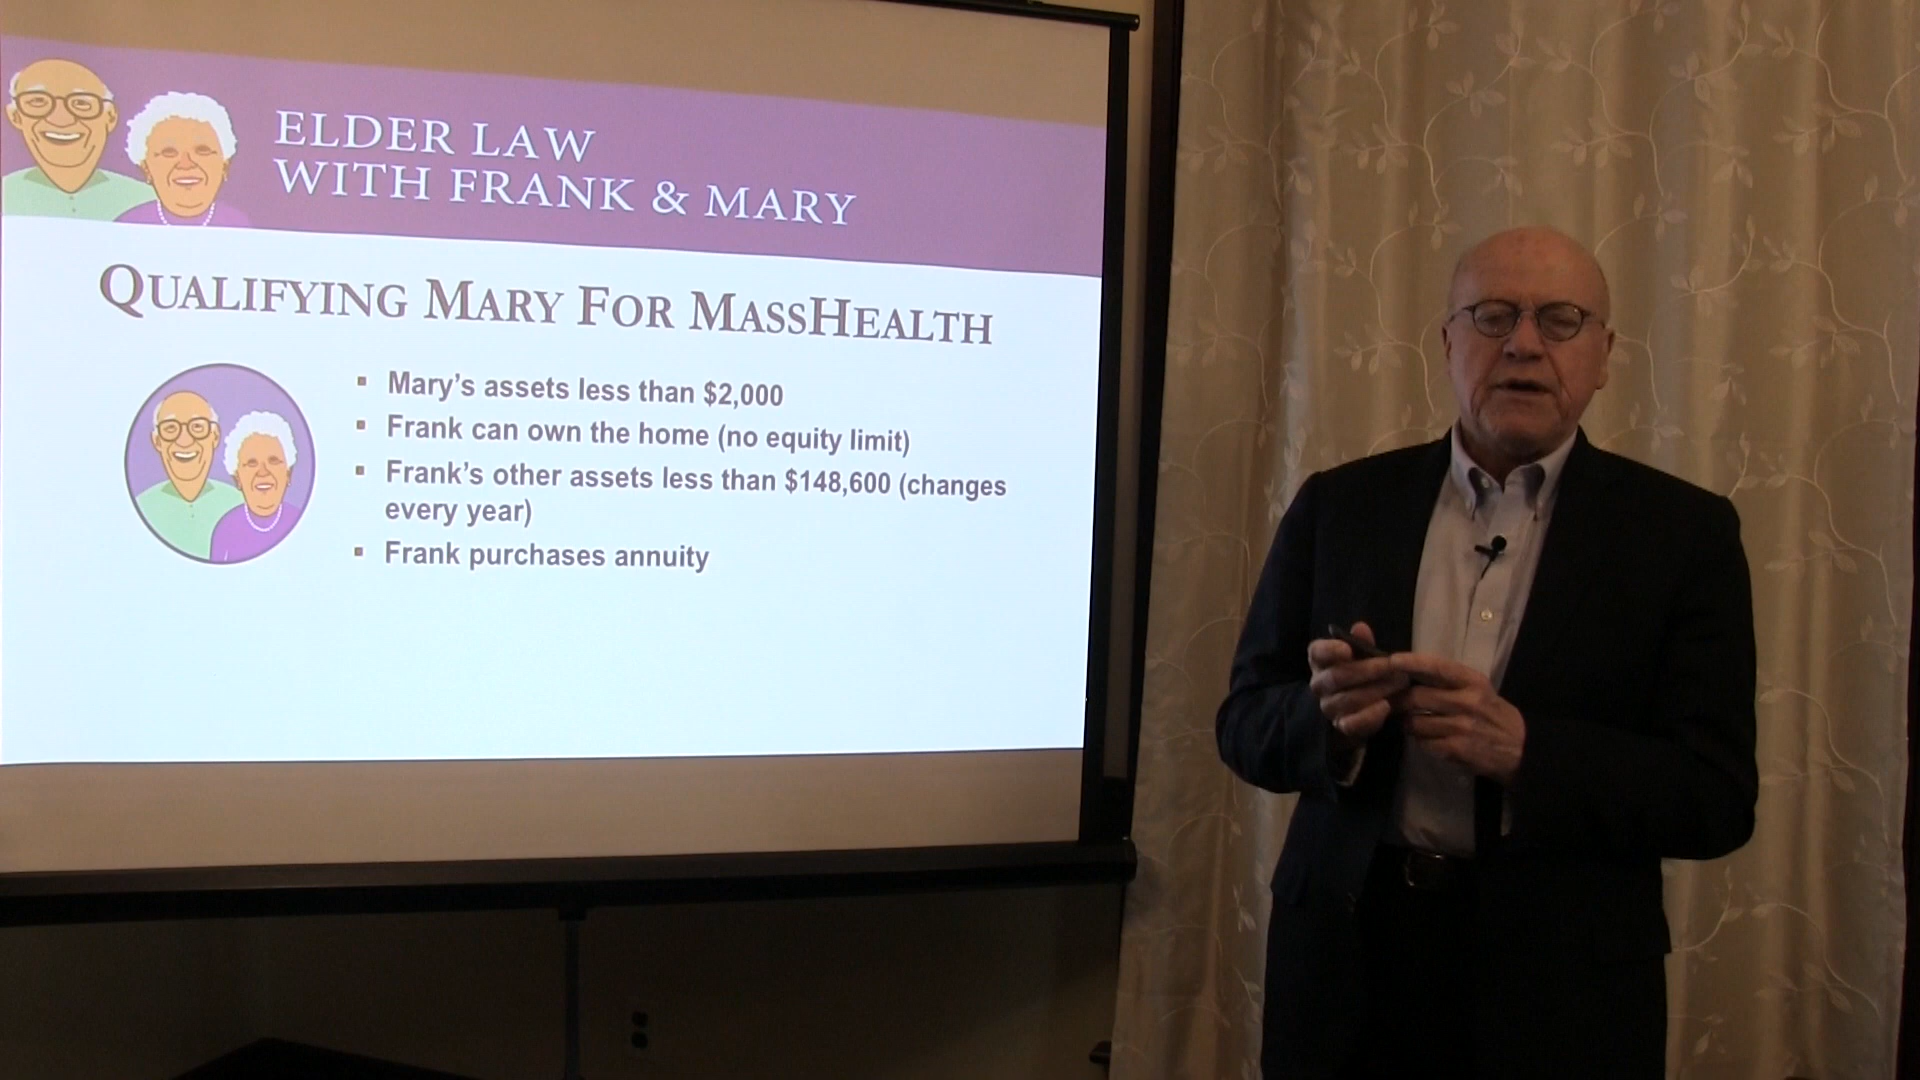 ELDER LAW
WITH FRANK & MARY
QUALIFYING MARY FOR MASSHEALTH
▪ Mary's assets less than $2,000
▪ Frank can own the home (no equity limit)
▪ Frank's other assets less than $148,600 (changes
every year)
▪ Frank purchases annuity